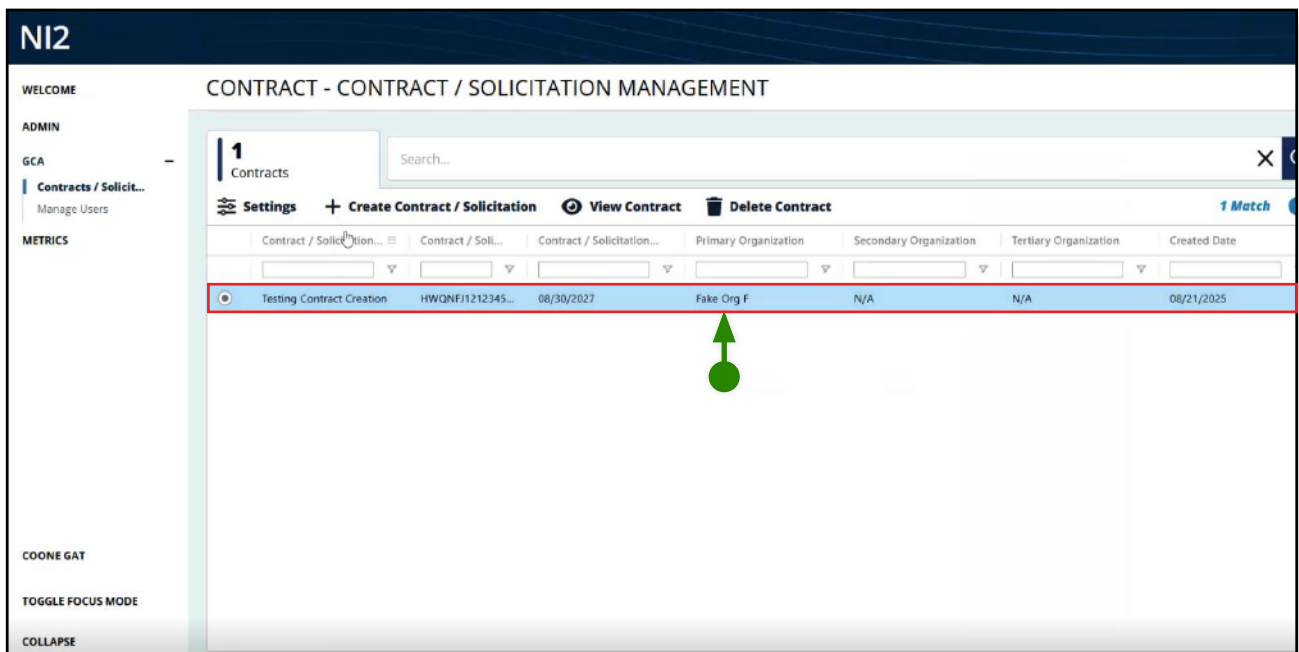 NI2
WELCOME
ADMIN
GCA
Contracts / Solicit...
Manage Users
METRICS
COONE GAT
TOGGLE FOCUS MODE
COLLAPSE
CONTRACT - CONTRACT / SOLICITATION MANAGEMENT
1
Contracts
Search...
Settings + Create Contract / Solicitation View Contract Delete Contract 1 Match
Contract / Solicitation... Contract / Soli... Contract / Solicitation... Primary Organization Secondary Organization Tertiary Organization Created Date
Testing Contract Creation HWQNFJ1212345... 08/30/2027 Fake Org F N/A N/A 08/21/2025